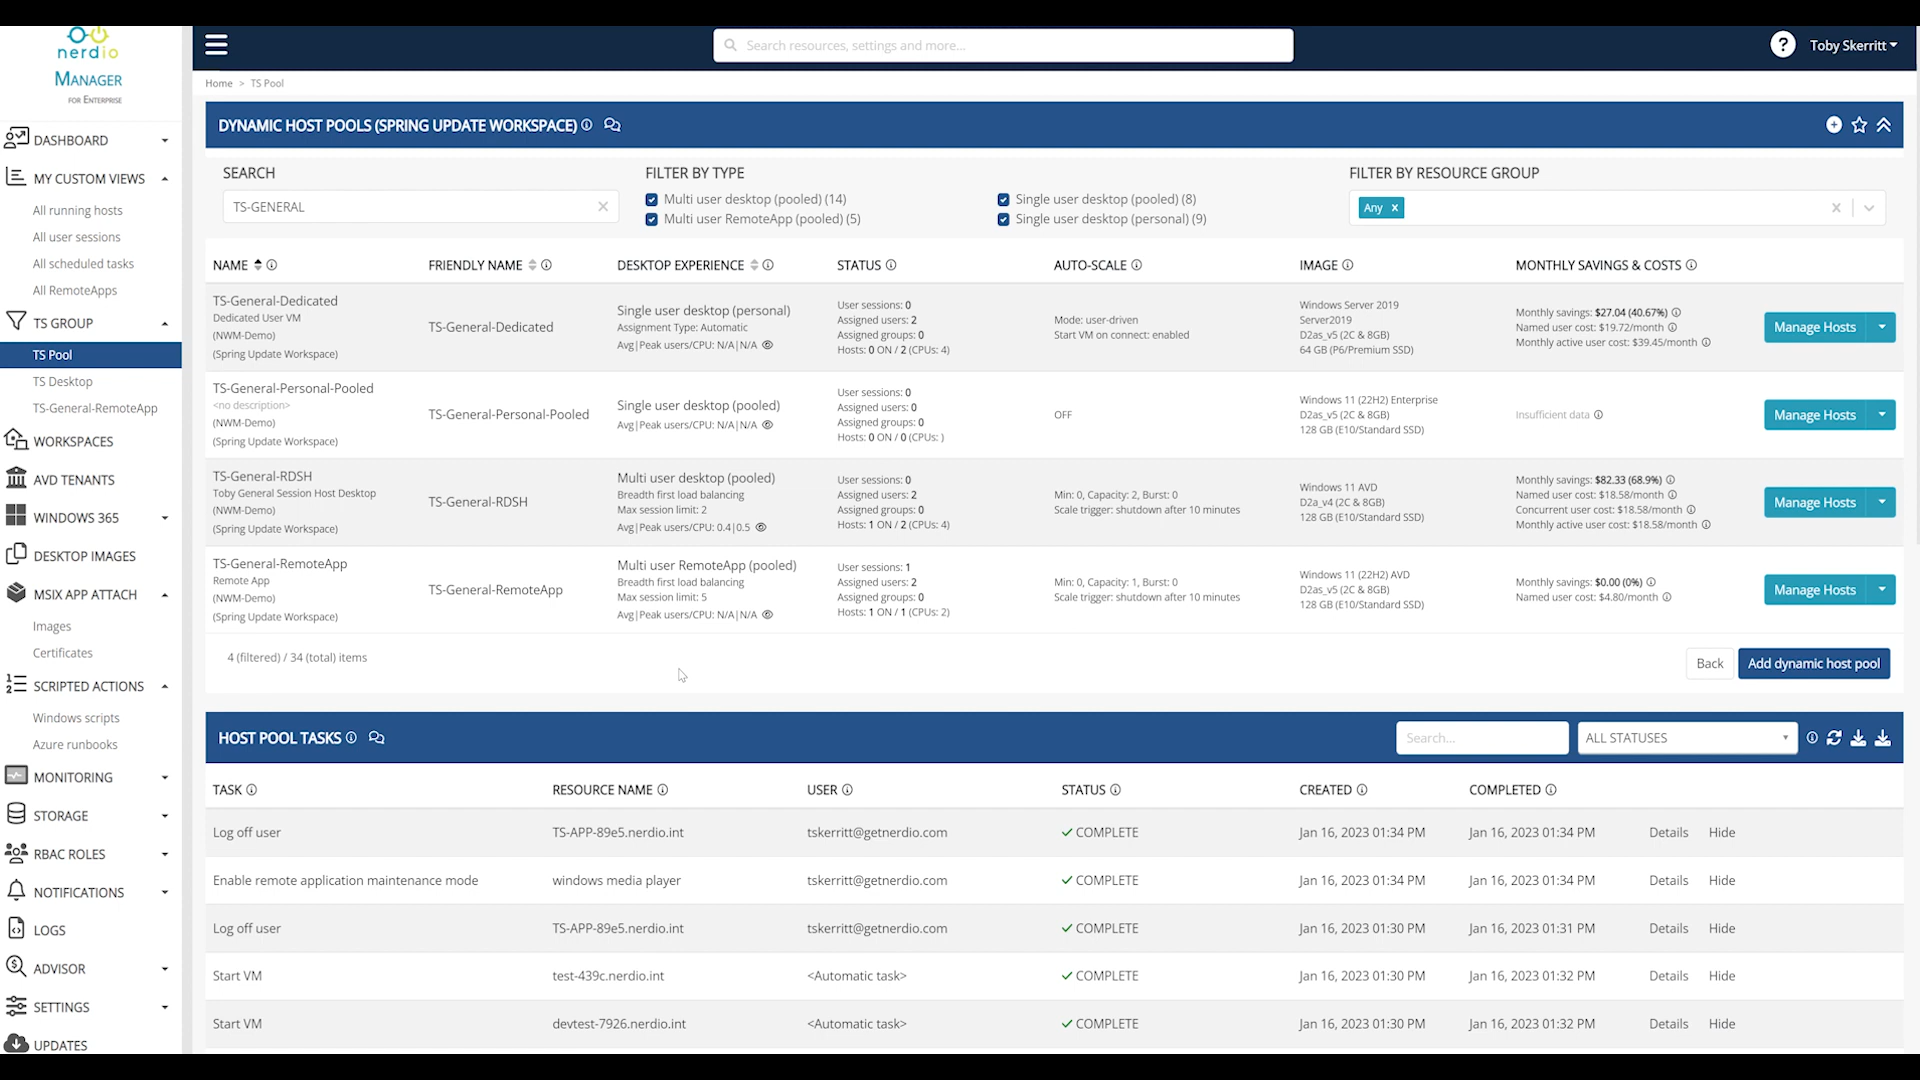 nerdio
MANAGER
FOR ENTERPRISE
Search resources, settings and more...
? Toby Skerritt
Home > TS Pool
DASHBOARD
MY CUSTOM VIEWS
All running hosts
All user sessions
All scheduled tasks
All RemoteApps
TS GROUP
TS Pool
TS Desktop
TS-General-RemoteApp
WORKSPACES
AVD TENANTS
WINDOWS 365
DESKTOP IMAGES
MSIX APP ATTACH
Images
Certificates
SCRIPTED ACTIONS
Windows scripts
Azure runbooks
MONITORING
STORAGE
RBAC ROLES
NOTIFICATIONS
LOGS
ADVISOR
SETTINGS
UPDATES
DYNAMIC HOST POOLS (SPRING UPDATE WORKSPACE)
SEARCH
TS-GENERAL
FILTER BY TYPE
Multi user desktop (pooled) (14)
Single user desktop (pooled) (8)
Multi user RemoteApp (pooled) (5)
Single user desktop (personal) (9)
FILTER BY RESOURCE GROUP
Any x
NAME FRIENDLY NAME DESKTOP EXPERIENCE STATUS AUTO-SCALE IMAGE MONTHLY SAVINGS & COSTS
TS-General-Dedicated
Dedicated User VM
(NWM-Demo)
(Spring Update Workspace)
TS-General-Dedicated
Single user desktop (personal)
Assignment Type: Automatic
Avg|Peak users/CPU: N/A|N/A
User sessions: 0
Assigned users: 2
Assigned groups: 0
Hosts: 0 ON / 2 (CPUs: 4)
Mode: user-driven
Start VM on connect: enabled
Windows Server 2019
Server2019
D2as_v5 (2C & 8GB)
64 GB (P6/Premium SSD)
Monthly savings: $27.04 (40.67%)
Named user cost: $19.72/month
Monthly active user cost: $39.45/month
Manage Hosts
TS-General-Personal-Pooled
<no description>
(NWM-Demo)
(Spring Update Workspace)
TS-General-Personal-Pooled
Single user desktop (pooled)
Avg|Peak users/CPU: N/A|N/A
User sessions: 0
Assigned users: 0
Assigned groups: 0
Hosts: 0 ON / 0 (CPUs: )
OFF
Windows 11 (22H2) Enterprise
D2as_v5 (2C & 8GB)
128 GB (E10/Standard SSD)
Insufficient data
Manage Hosts
TS-General-RDSH
Toby General Session Host Desktop
(NWM-Demo)
(Spring Update Workspace)
TS-General-RDSH
Multi user desktop (pooled)
Breadth first load balancing
Max session limit: 2
Avg|Peak users/CPU: 0.4|0.5
User sessions: 0
Assigned users: 2
Assigned groups: 0
Hosts: 1 ON / 2 (CPUs: 4)
Min: 0, Capacity: 2, Burst: 0
Scale trigger: shutdown after 10 minutes
Windows 11 AVD
D2a_v4 (2C & 8GB)
128 GB (E10/Standard SSD)
Monthly savings: $82.33 (68.9%)
Named user cost: $18.58/month
Concurrent user cost: $18.58/month
Monthly active user cost: $18.58/month
Manage Hosts
TS-General-RemoteApp
Remote App
(NWM-Demo)
(Spring Update Workspace)
TS-General-RemoteApp
Multi user RemoteApp (pooled)
Breadth first load balancing
Max session limit: 5
Avg|Peak users/CPU: N/A|N/A
User sessions: 1
Assigned users: 2
Assigned groups: 0
Hosts: 1 ON / 1 (CPUs: 2)
Min: 0, Capacity: 1, Burst: 0
Scale trigger: shutdown after 10 minutes
Windows 11 (22H2) AVD
D2as_v5 (2C & 8GB)
128 GB (E10/Standard SSD)
Monthly savings: $0.00 (0%)
Named user cost: $4.80/month
Manage Hosts
4 (filtered) / 34 (total) items
Back
Add dynamic host pool
HOST POOL TASKS
Search...
ALL STATUSES
TASK RESOURCE NAME USER STATUS CREATED COMPLETED
Log off user TS-APP-89e5.nerdio.int tskerritt@getnerdio.com COMPLETE Jan 16, 2023 01:34 PM Jan 16, 2023 01:34 PM Details Hide
Enable remote application maintenance mode windows media player tskerritt@getnerdio.com COMPLETE Jan 16, 2023 01:34 PM Jan 16, 2023 01:34 PM Details Hide
Log off user TS-APP-89e5.nerdio.int tskerritt@getnerdio.com COMPLETE Jan 16, 2023 01:30 PM Jan 16, 2023 01:31 PM Details Hide
Start VM test-439c.nerdio.int <Automatic task> COMPLETE Jan 16, 2023 01:30 PM Jan 16, 2023 01:32 PM Details Hide
Start VM devtest-7926.nerdio.int <Automatic task> COMPLETE Jan 16, 2023 01:30 PM Jan 16, 2023 01:32 PM Details Hide